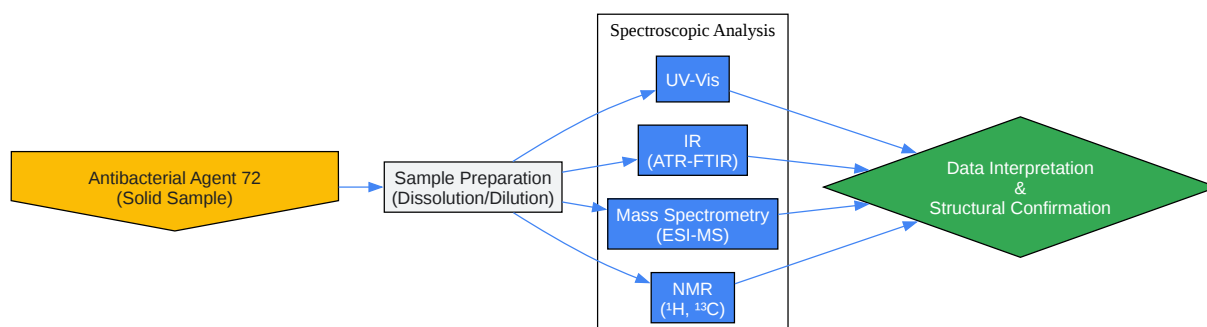 Spectroscopic Analysis
UV-Vis
Antibacterial Agent 72
(Solid Sample)
Sample Preparation
(Dissolution/Dilution)
IR
(ATR-FTIR)
Mass Spectrometry
(ESI-MS)
NMR
(¹H, ¹³C)
Data Interpretation
&
Structural Confirmation